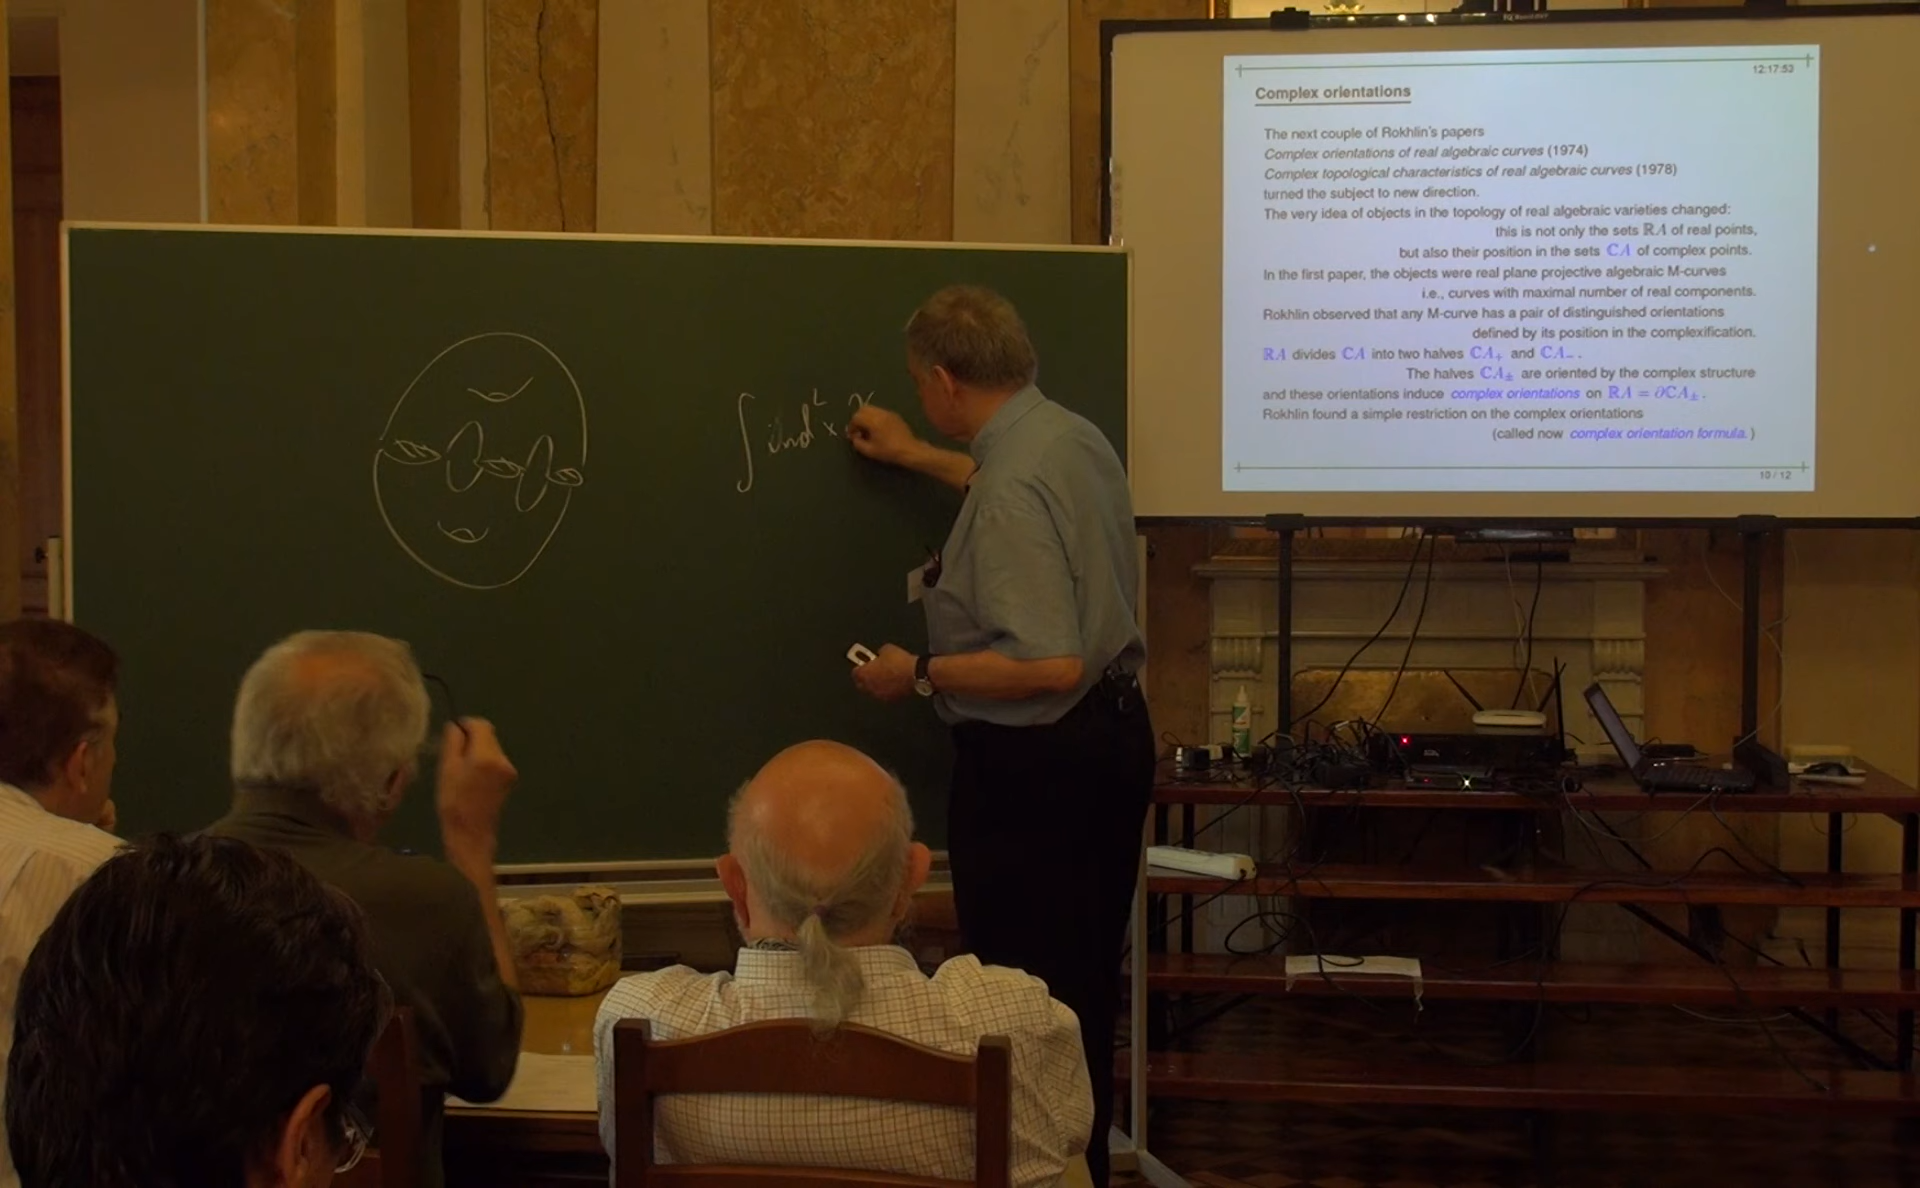 ∫ ind² x
12:17:53
Complex orientations
The next couple of Rokhlin's papers
Complex orientations of real algebraic curves (1974)
Complex topological characteristics of real algebraic curves (1978)
turned the subject to new direction.
The very idea of objects in the topology of real algebraic varieties changed:
this is not only the sets ℝA of real points,
but also their position in the sets ℂA of complex points.
In the first paper, the objects were real plane projective algebraic M-curves
i.e., curves with maximal number of real components.
Rokhlin observed that any M-curve has a pair of distinguished orientations
defined by its position in the complexification.
ℝA divides ℂA into two halves ℂA₊ and ℂA₋.
The halves ℂA± are oriented by the complex structure
and these orientations induce complex orientations on ℝA = ∂ℂA±.
Rokhlin found a simple restriction on the complex orientations
(called now complex orientation formula.)
10 / 12